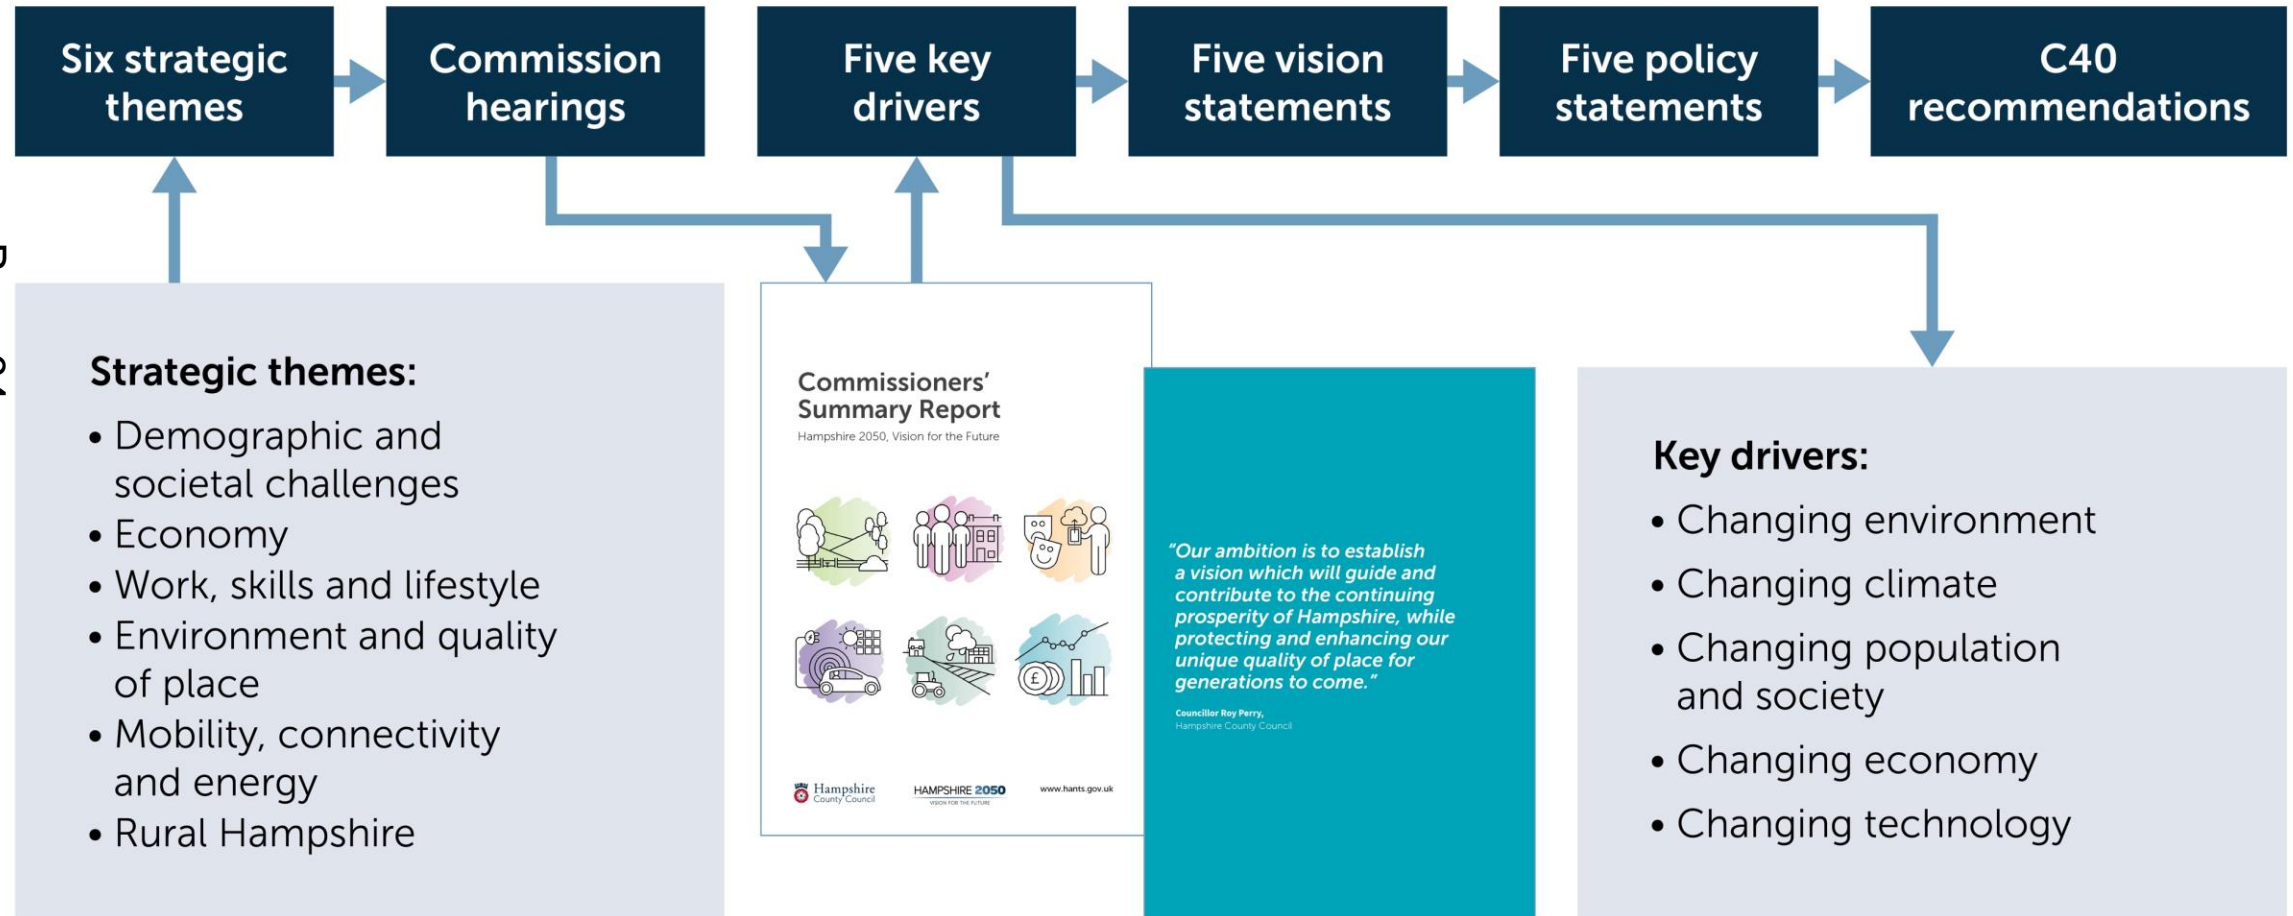 Six strategic
themes
Commission
hearings
Five key
drivers
Five vision
statements
Five policy
statements
C40
recommendations
Strategic themes:
• Demographic and
societal challenges
• Economy
• Work, skills and lifestyle
• Environment and quality
of place
• Mobility, connectivity
and energy
• Rural Hampshire
Commissioners’
Summary Report
Hampshire 2050, Vision for the Future
£
Hampshire
County Council
HAMPSHIRE 2050
VISION FOR THE FUTURE
www.hants.gov.uk
“Our ambition is to establish
a vision which will guide and
contribute to the continuing
prosperity of Hampshire, while
protecting and enhancing our
unique quality of place for
generations to come.”
Councillor Roy Perry,
Hampshire County Council
Key drivers:
• Changing environment
• Changing climate
• Changing population
and society
• Changing economy
• Changing technology